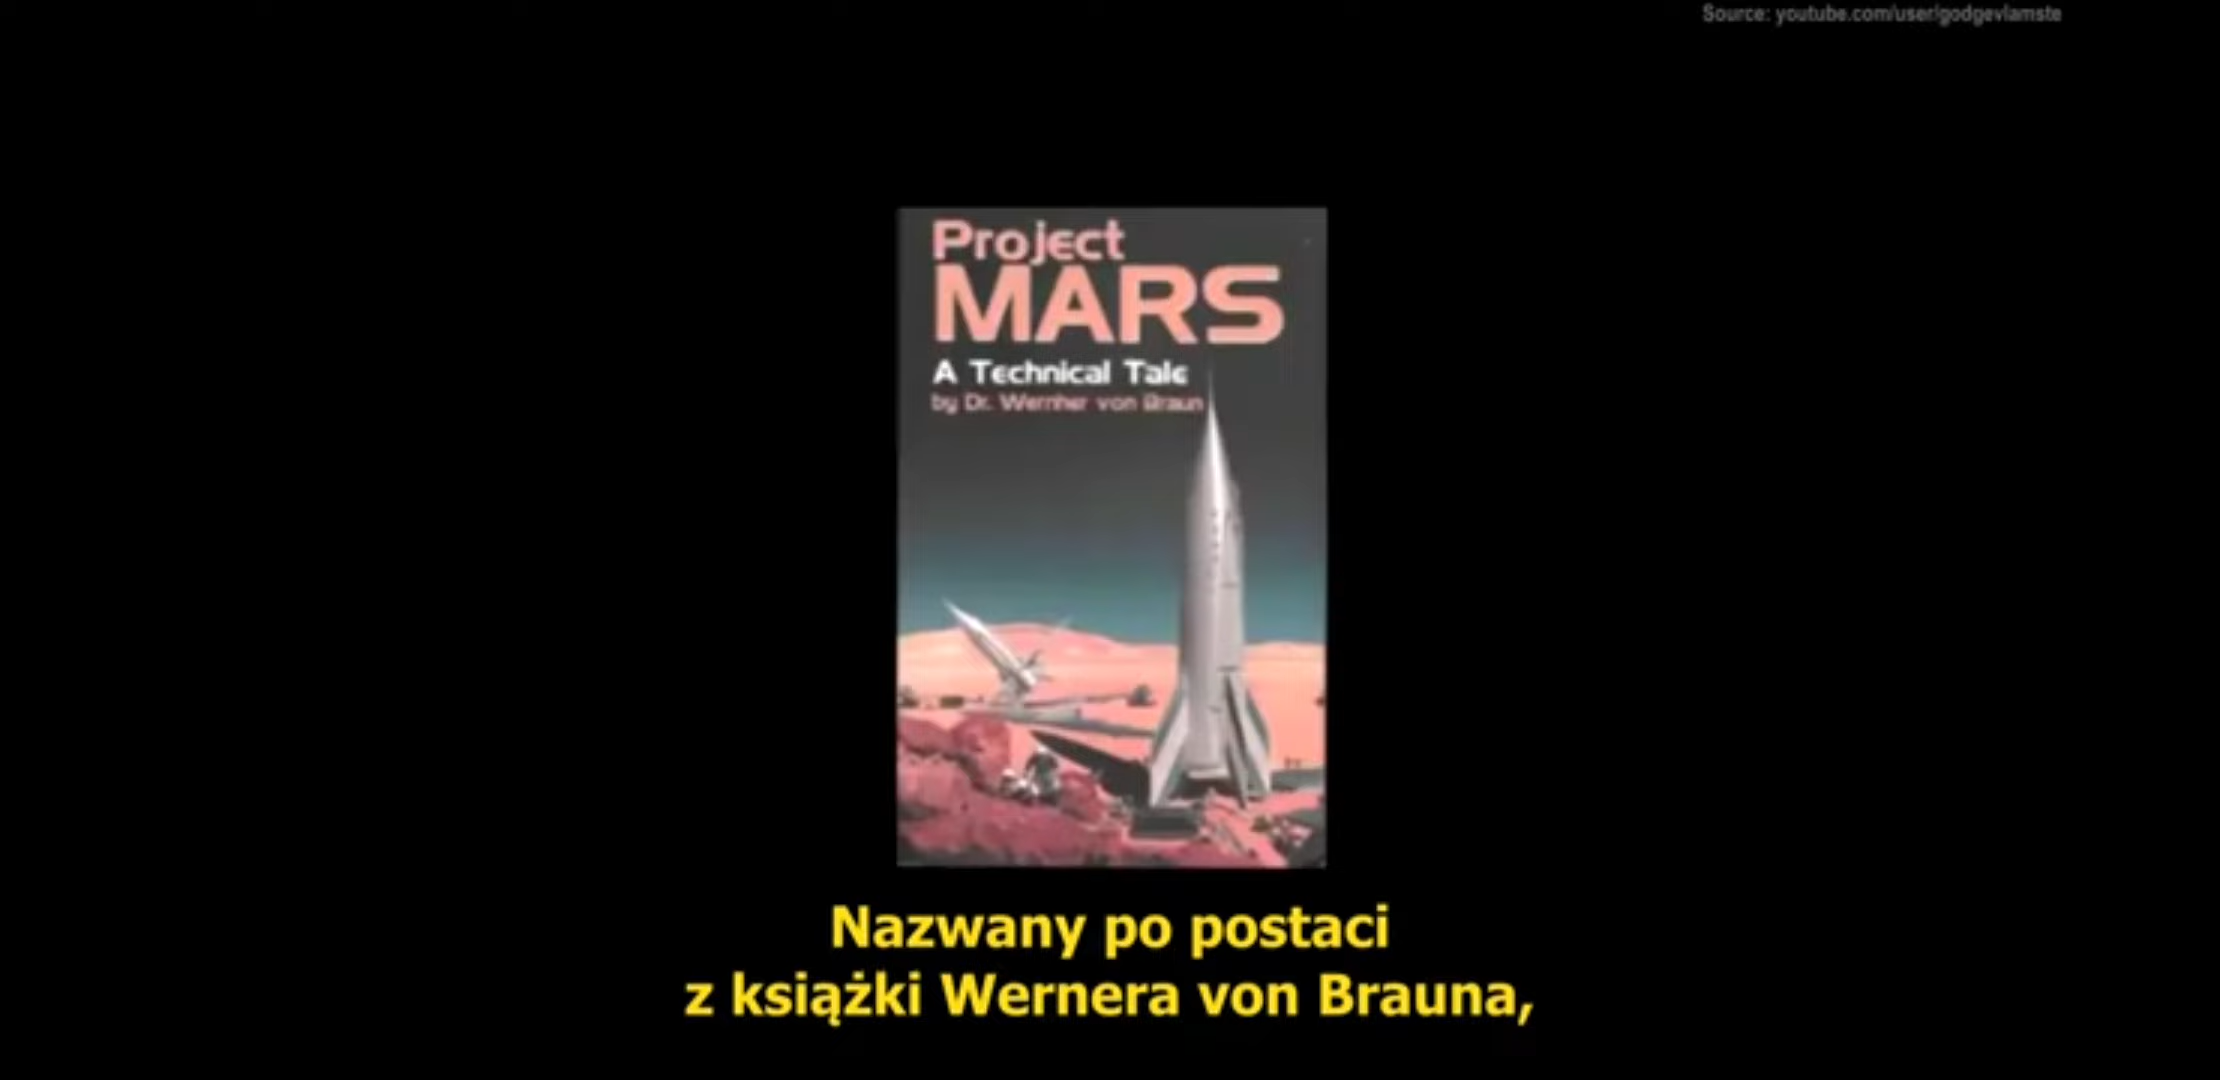 Source: youtube.com/user/godgevlamste
Project
MARS
A Technical Tale
by Dr. Wernher von Braun
Nazwany po postaci
z książki Wernera von Brauna,